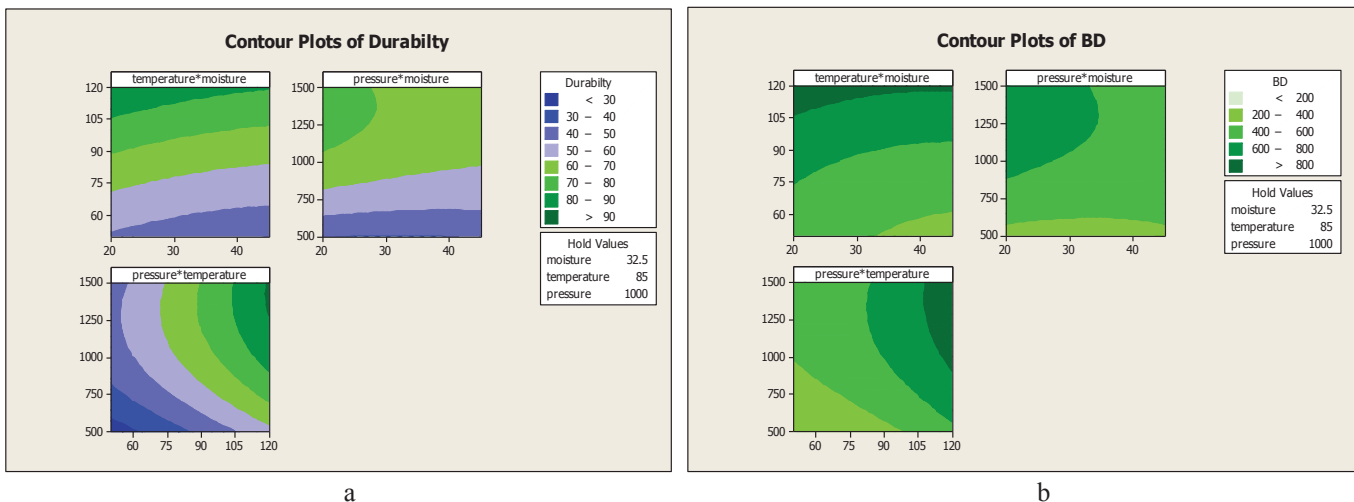 Contour Plots of Durabilty
temperature*moisture
120
105
90
75
60
20 30 40
pressure*moisture
1500
1250
1000
750
500
20 30 40
pressure*temperature
1500
1250
1000
750
500
60 75 90 105 120
Durabilty
< 30
30 – 40
40 – 50
50 – 60
60 – 70
70 – 80
80 – 90
> 90
Hold Values
moisture 32.5
temperature 85
pressure 1000
a
Contour Plots of BD
temperature*moisture
120
105
90
75
60
20 30 40
pressure*moisture
1500
1250
1000
750
500
20 30 40
pressure*temperature
1500
1250
1000
750
500
60 75 90 105 120
BD
< 200
200 – 400
400 – 600
600 – 800
> 800
Hold Values
moisture 32.5
temperature 85
pressure 1000
b